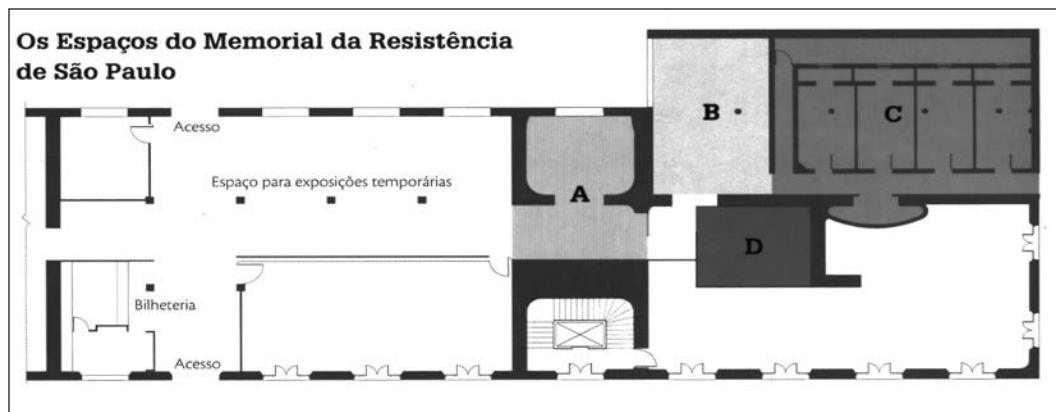 Os Espaços do Memorial da Resistência
de São Paulo
Acesso
Espaço para exposições temporárias
Bilheteria
Acesso
A
B
C
D